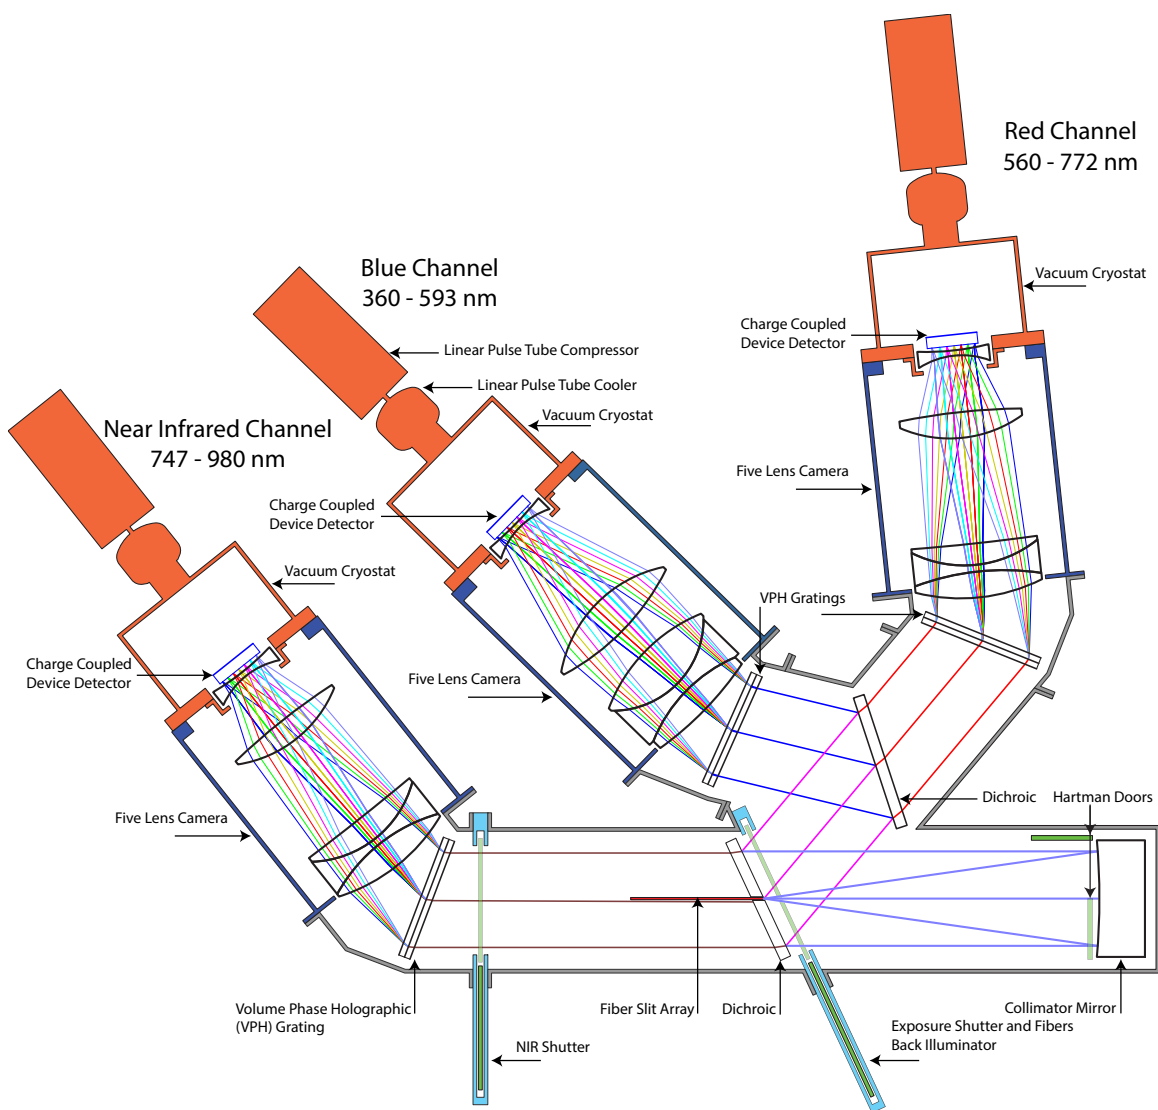 Red Channel
560 - 772 nm
Blue Channel
360 - 593 nm
Vacuum Cryostat
Charge Coupled
Device Detector
Linear Pulse Tube Compressor
Linear Pulse Tube Cooler
Vacuum Cryostat
Near Infrared Channel
747 - 980 nm
Five Lens Camera
Charge Coupled
Device Detector
Vacuum Cryostat
VPH Gratings
Charge Coupled
Device Detector
Five Lens Camera
Dichroic
Hartman Doors
Five Lens Camera
Volume Phase Holographic
(VPH) Grating
Fiber Slit Array
Dichroic
Collimator Mirror
Exposure Shutter and Fibers
Back Illuminator
NIR Shutter